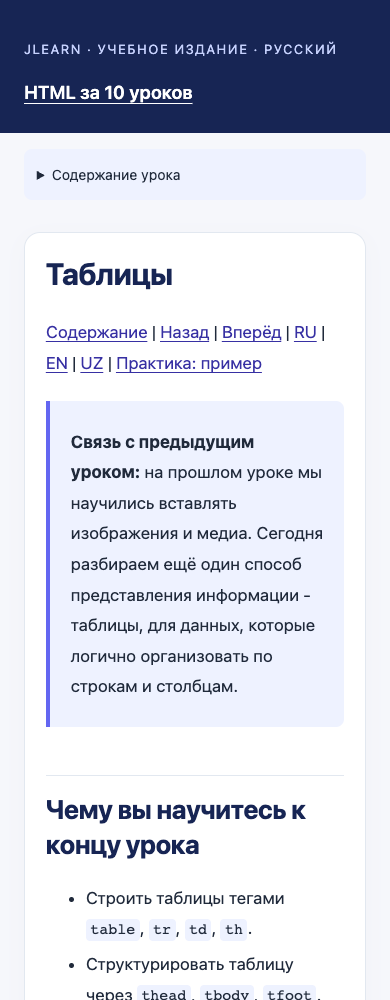 JLEARN · УЧЕБНОЕ ИЗДАНИЕ · РУССКИЙ
HTML за 10 уроков
▶ Содержание урока
Таблицы
Содержание | Назад | Вперёд | RU |
EN | UZ | Практика: пример
Связь с предыдущим
уроком: на прошлом уроке мы
научились вставлять
изображения и медиа. Сегодня
разбираем ещё один способ
представления информации -
таблицы, для данных, которые
логично организовать по
строкам и столбцам.
Чему вы научитесь к
концу урока
• Строить таблицы тегами
table, tr, td, th.
• Структурировать таблицу
через thead, tbody, tfoot.